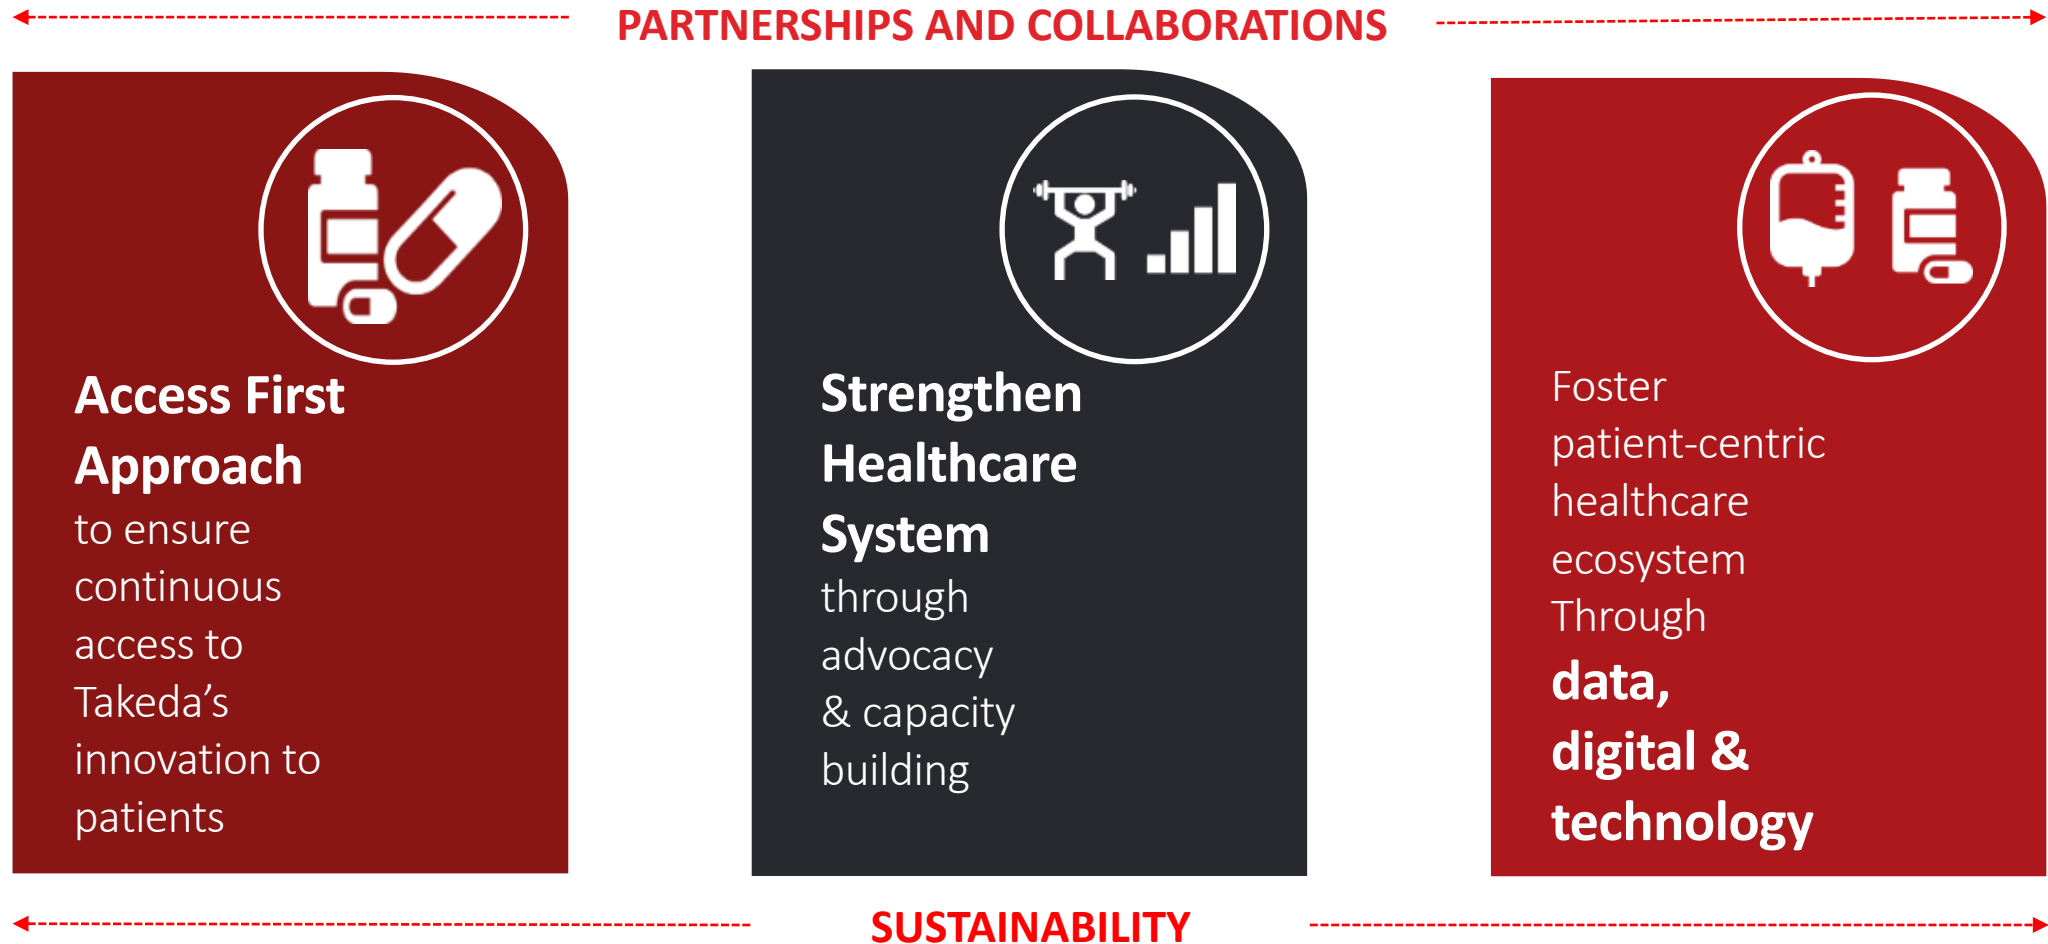 PARTNERSHIPS AND COLLABORATIONS
Access First
Approach
to ensure
continuous
access to
Takeda’s
innovation to
patients
Strengthen
Healthcare
System
through
advocacy
& capacity
building
Foster
patient-centric
healthcare
ecosystem
Through
data,
digital &
technology
SUSTAINABILITY